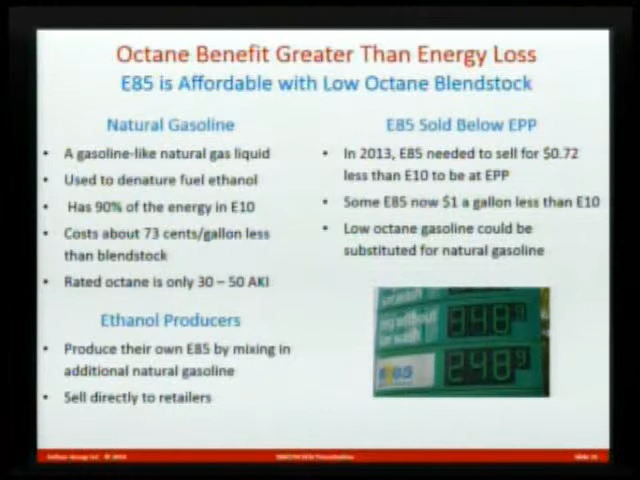 Octane Benefit Greater Than Energy Loss
E85 is Affordable with Low Octane Blendstock
Natural Gasoline
• A gasoline-like natural gas liquid
• Used to denature fuel ethanol
• Has 90% of the energy in E10
• Costs about 73 cents/gallon less
than blendstock
• Rated octane is only 30 – 50 AKI
Ethanol Producers
• Produce their own E85 by mixing in
additional natural gasoline
• Sell directly to retailers
E85 Sold Below EPP
• In 2013, E85 needed to sell for $0.72
less than E10 to be at EPP
• Some E85 now $1 a gallon less than E10
• Low octane gasoline could be
substituted for natural gasoline
without
348
E85
248 9